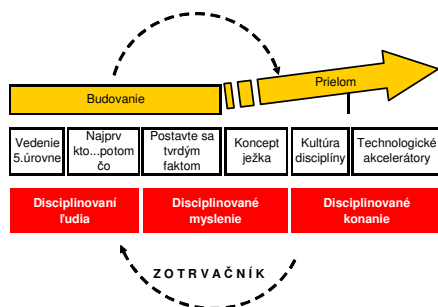 Budovanie
Prielom
Vedenie
5.úrovne
Najprv
kto...potom
čo
Postavte sa
tvrdým
faktom
Koncept
ježka
Kultúra
disciplíny
Technologické
akcelerátory
Disciplinovaní
ľudia
Disciplinované
myslenie
Disciplinované
konanie
ZOTRVAČNÍK